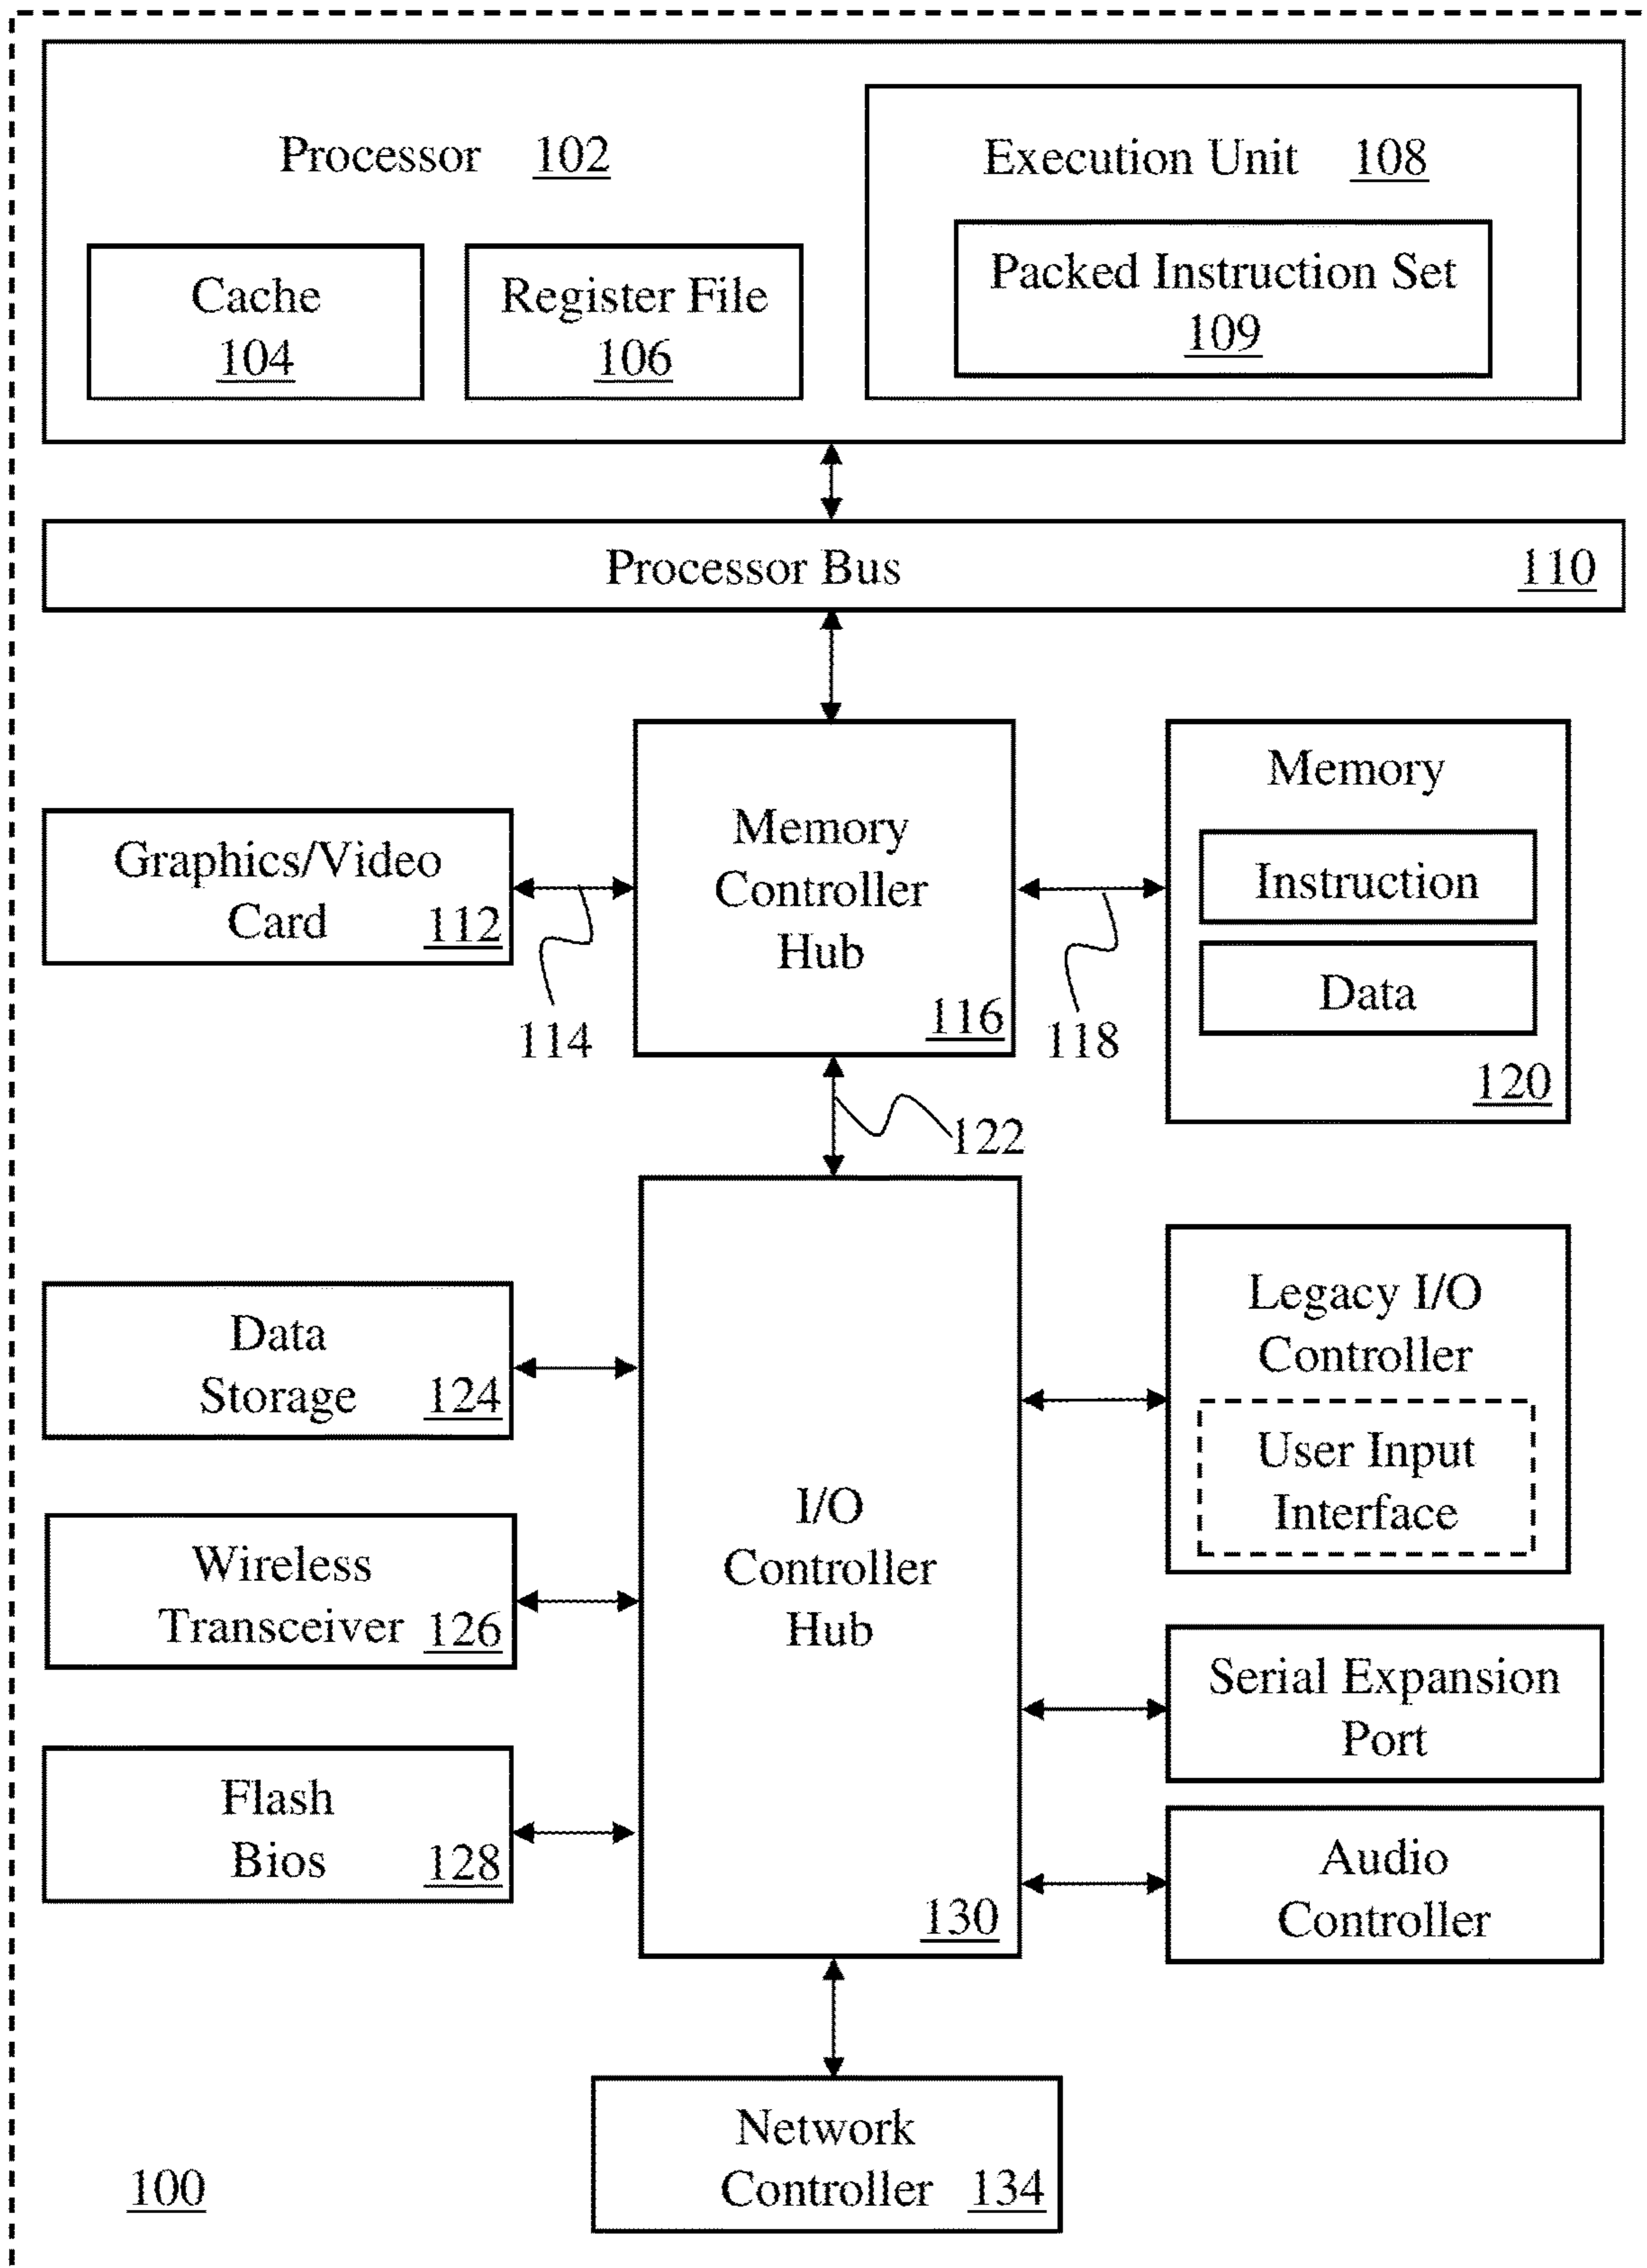 Processor 102
Execution Unit 108
Cache
104
Register File
106
Packed Instruction Set
109
Processor Bus 110
Graphics/Video
Card 112
114
Memory
Controller
Hub
116
118
Memory
Instruction
Data
120
122
Data
Storage 124
Wireless
Transceiver 126
Flash
Bios 128
I/O
Controller
Hub
130
Legacy I/O
Controller
User Input
Interface
Serial Expansion
Port
Audio
Controller
Network
Controller 134
100